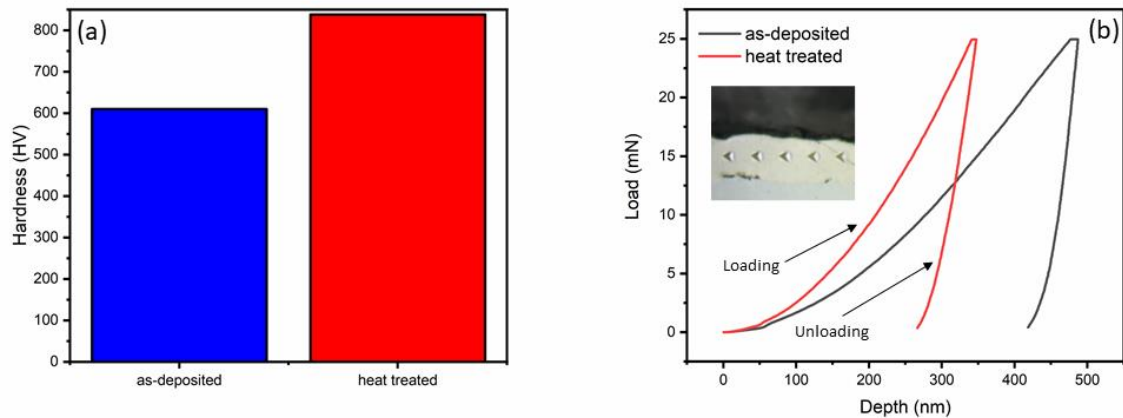 (a)
Hardness (HV)
800
700
600
500
400
300
200
100
0
as-deposited
heat treated
(b)
as-deposited
heat treated
Loading
Unloading
Load (mN)
25
20
15
10
5
0
0 100 200 300 400 500
Depth (nm)